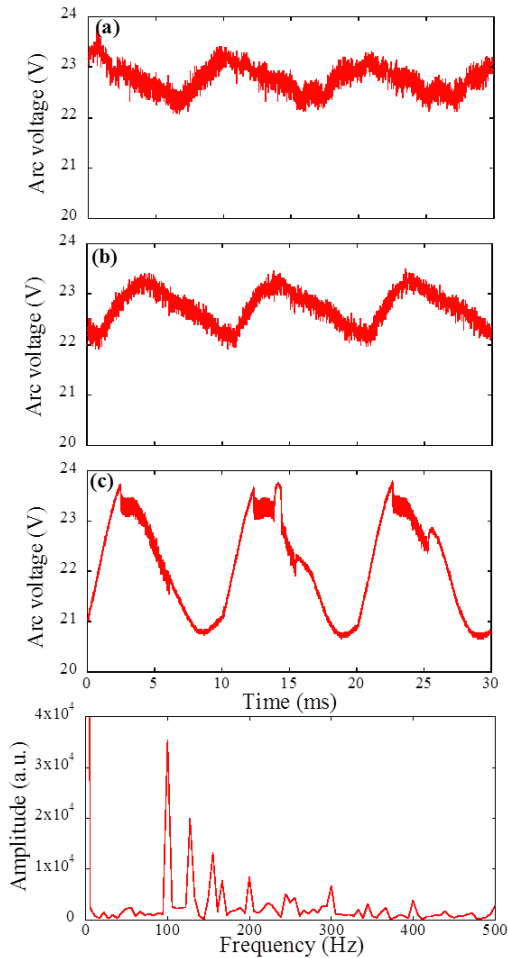 24
(a)
23
22
21
20
Arc voltage (V)
24
(b)
23
22
21
20
Arc voltage (V)
24
(c)
23
22
21
20
Arc voltage (V)
0 5 10 15 20 25 30
Time (ms)
4x10⁴
3x10⁴
2x10⁴
1x10⁴
0
Amplitude (a.u.)
0 100 200 300 400 500
Frequency (Hz)